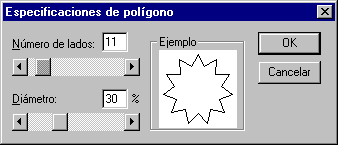 Especificaciones de polígono
Número de lados: 11
Ejemplo
OK
Cancelar
Diámetro: 30 %